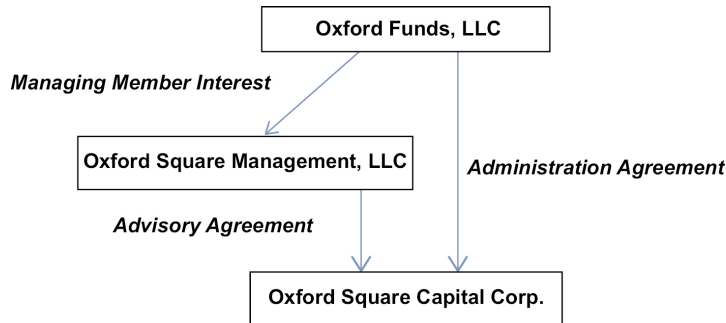 Oxford Funds, LLC
Managing Member Interest
Oxford Square Management, LLC
Administration Agreement
Advisory Agreement
Oxford Square Capital Corp.